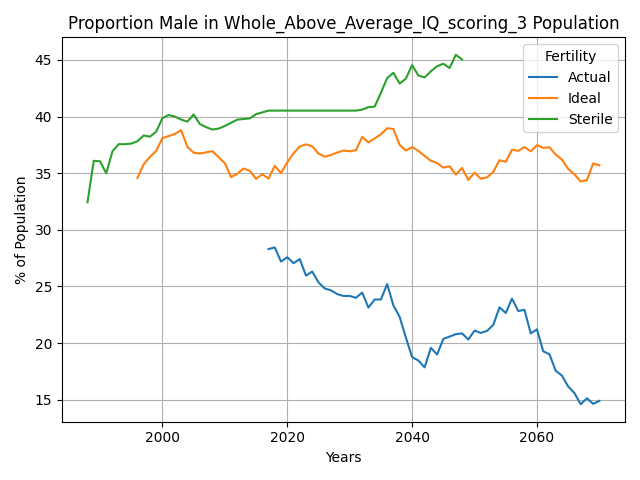 Proportion Male in Whole_Above_Average_IQ_scoring_3 Population
% of Population
45
40
35
30
25
20
15
Fertility
Actual
Ideal
Sterile
2000
2020
2040
2060
Years